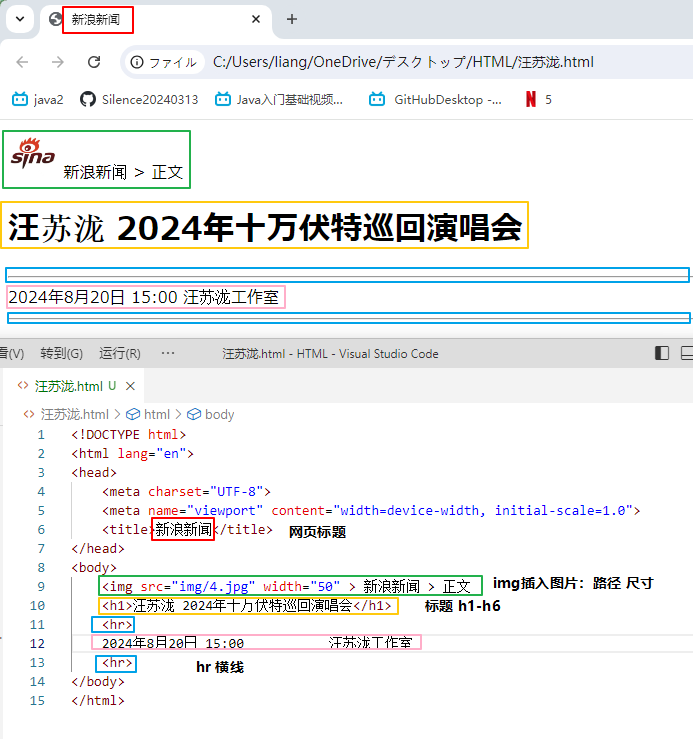 新浪新闻
ファイル C:/Users/liang/OneDrive/デスクトップ/HTML/汪苏泷.html
java2 Silence20240313 Java入门基础视频... GitHubDesktop -... N 5
sina 新浪新闻 > 正文
汪苏泷 2024年十万伏特巡回演唱会
2024年8月20日 15:00 汪苏泷工作室
看(V) 转到(G) 运行(R) ··· 汪苏泷.html - HTML - Visual Studio Code
<> 汪苏泷.html U
<> 汪苏泷.html > html > body
1 <!DOCTYPE html>
2 <html lang="en">
3 <head>
4 <meta charset="UTF-8">
5 <meta name="viewport" content="width=device-width, initial-scale=1.0">
6 <title>新浪新闻</title> 网页标题
7 </head>
8 <body>
9 <img src="img/4.jpg" width="50" > 新浪新闻 > 正文 img插入图片：路径 尺寸
10 <h1>汪苏泷 2024年十万伏特巡回演唱会</h1> 标题 h1-h6
11 <hr>
12 2024年8月20日 15:00 汪苏泷工作室
13 <hr> hr 横线
14 </body>
15 </html>